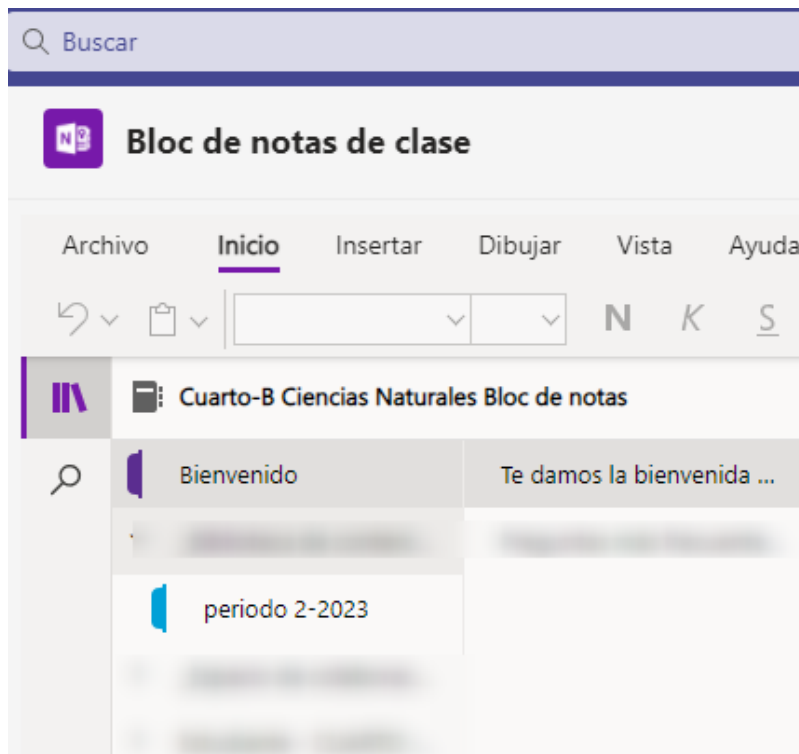 Buscar
Bloc de notas de clase
Archivo Inicio Insertar Dibujar Vista Ayuda
N K S
Cuarto-B Ciencias Naturales Bloc de notas
Bienvenido Te damos la bienvenida ...
periodo 2-2023